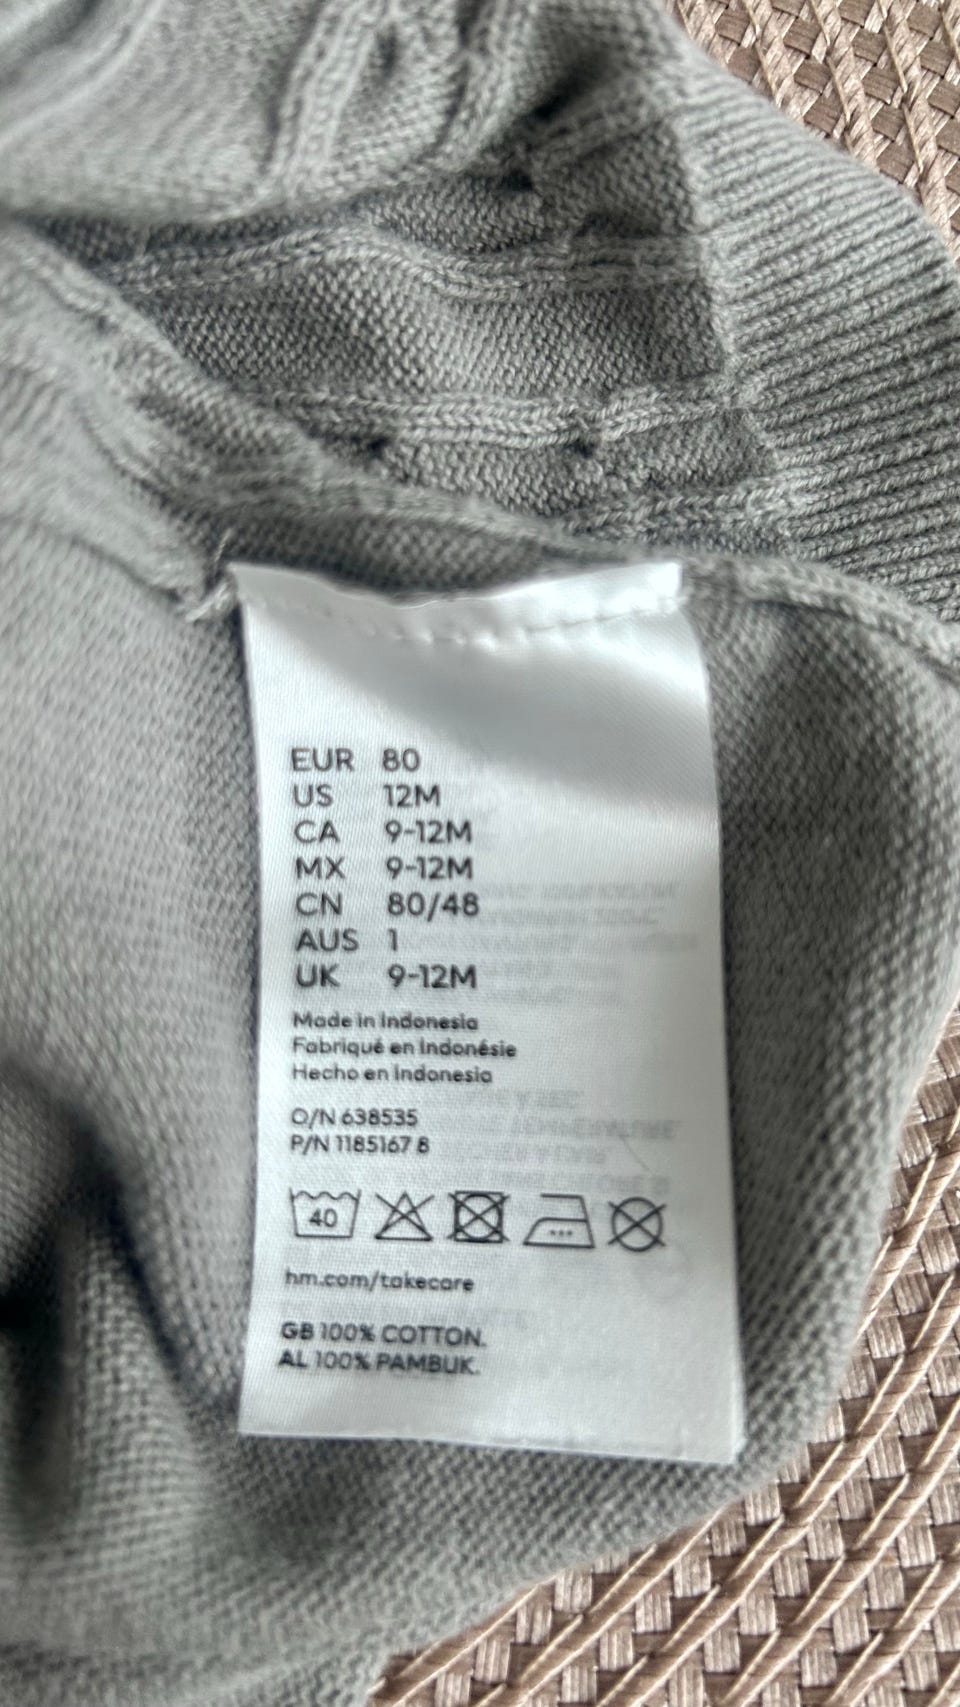 EUR 80
US 12M
CA 9-12M
MX 9-12M
CN 80/48
AUS 1
UK 9-12M
Made in Indonesia
Fabriqué en Indonésie
Hecho en Indonesia
O/N 638535
P/N 1185167 8
40
hm.com/takecare
GB 100% COTTON.
AL 100% PAMBUK.